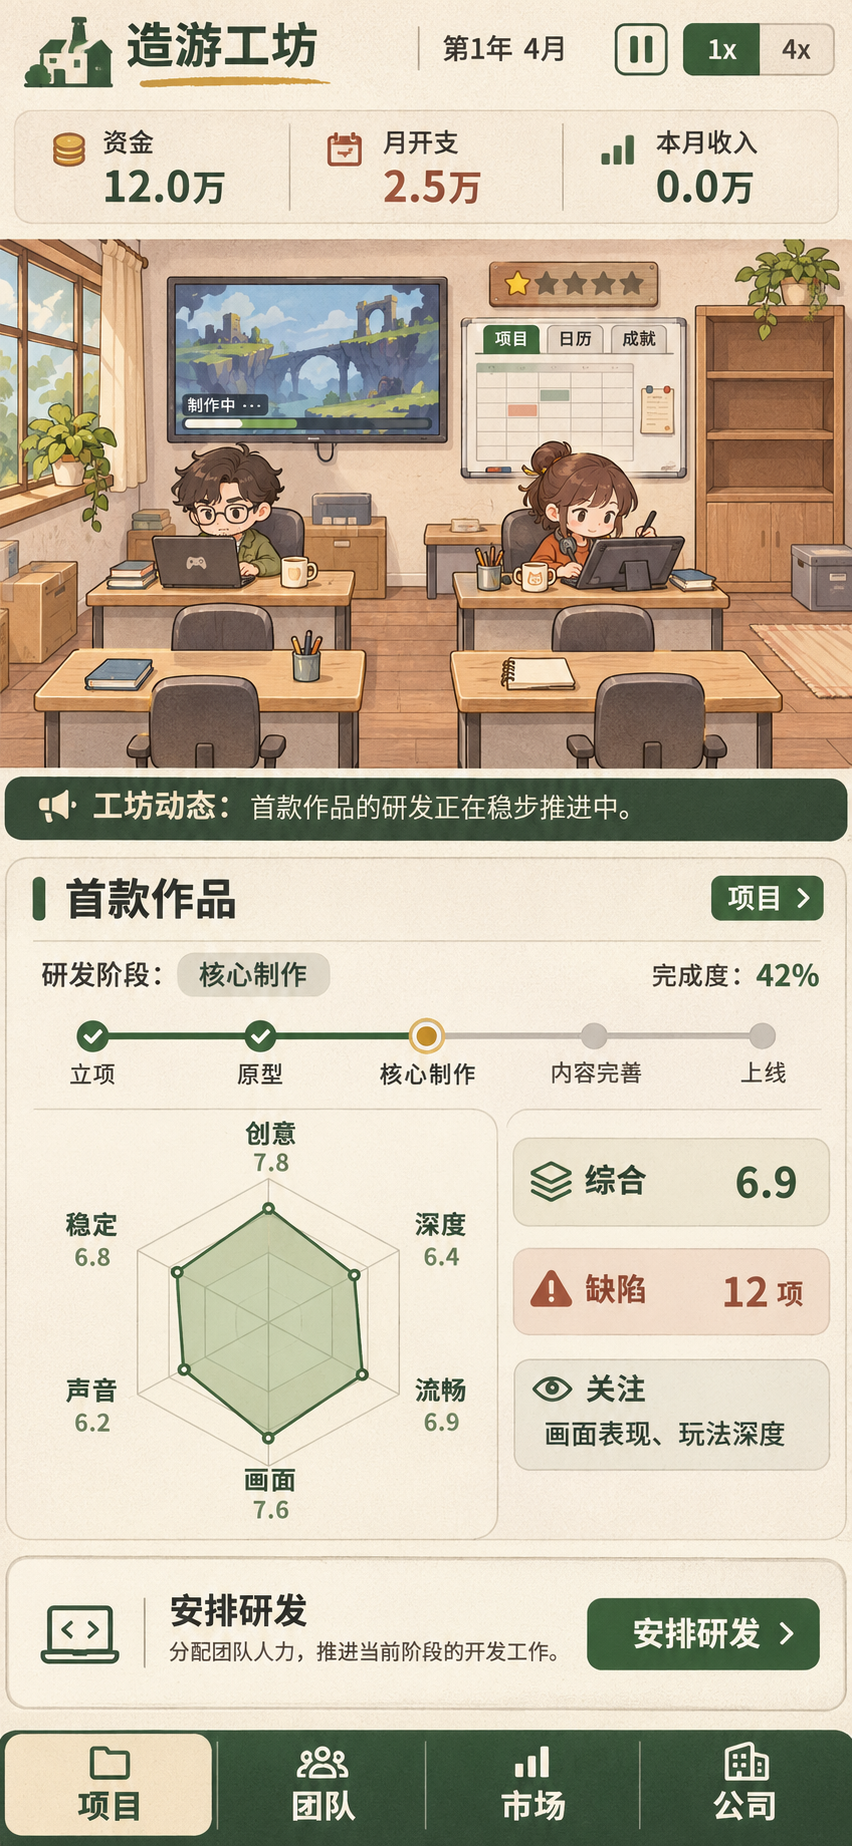 造游工坊
第1年 4月
1x
4x
资金
12.0万
月开支
2.5万
本月收入
0.0万
项目
日历
成就
制作中 ···
工坊动态：首款作品的研发正在稳步推进中。
首款作品
项目
研发阶段：核心制作
完成度：42%
立项
原型
核心制作
内容完善
上线
创意
7.8
稳定
6.8
深度
6.4
声音
6.2
流畅
6.9
画面
7.6
综合
6.9
缺陷
12 项
关注
画面表现、玩法深度
安排研发
分配团队人力，推进当前阶段的开发工作。
安排研发
项目
团队
市场
公司